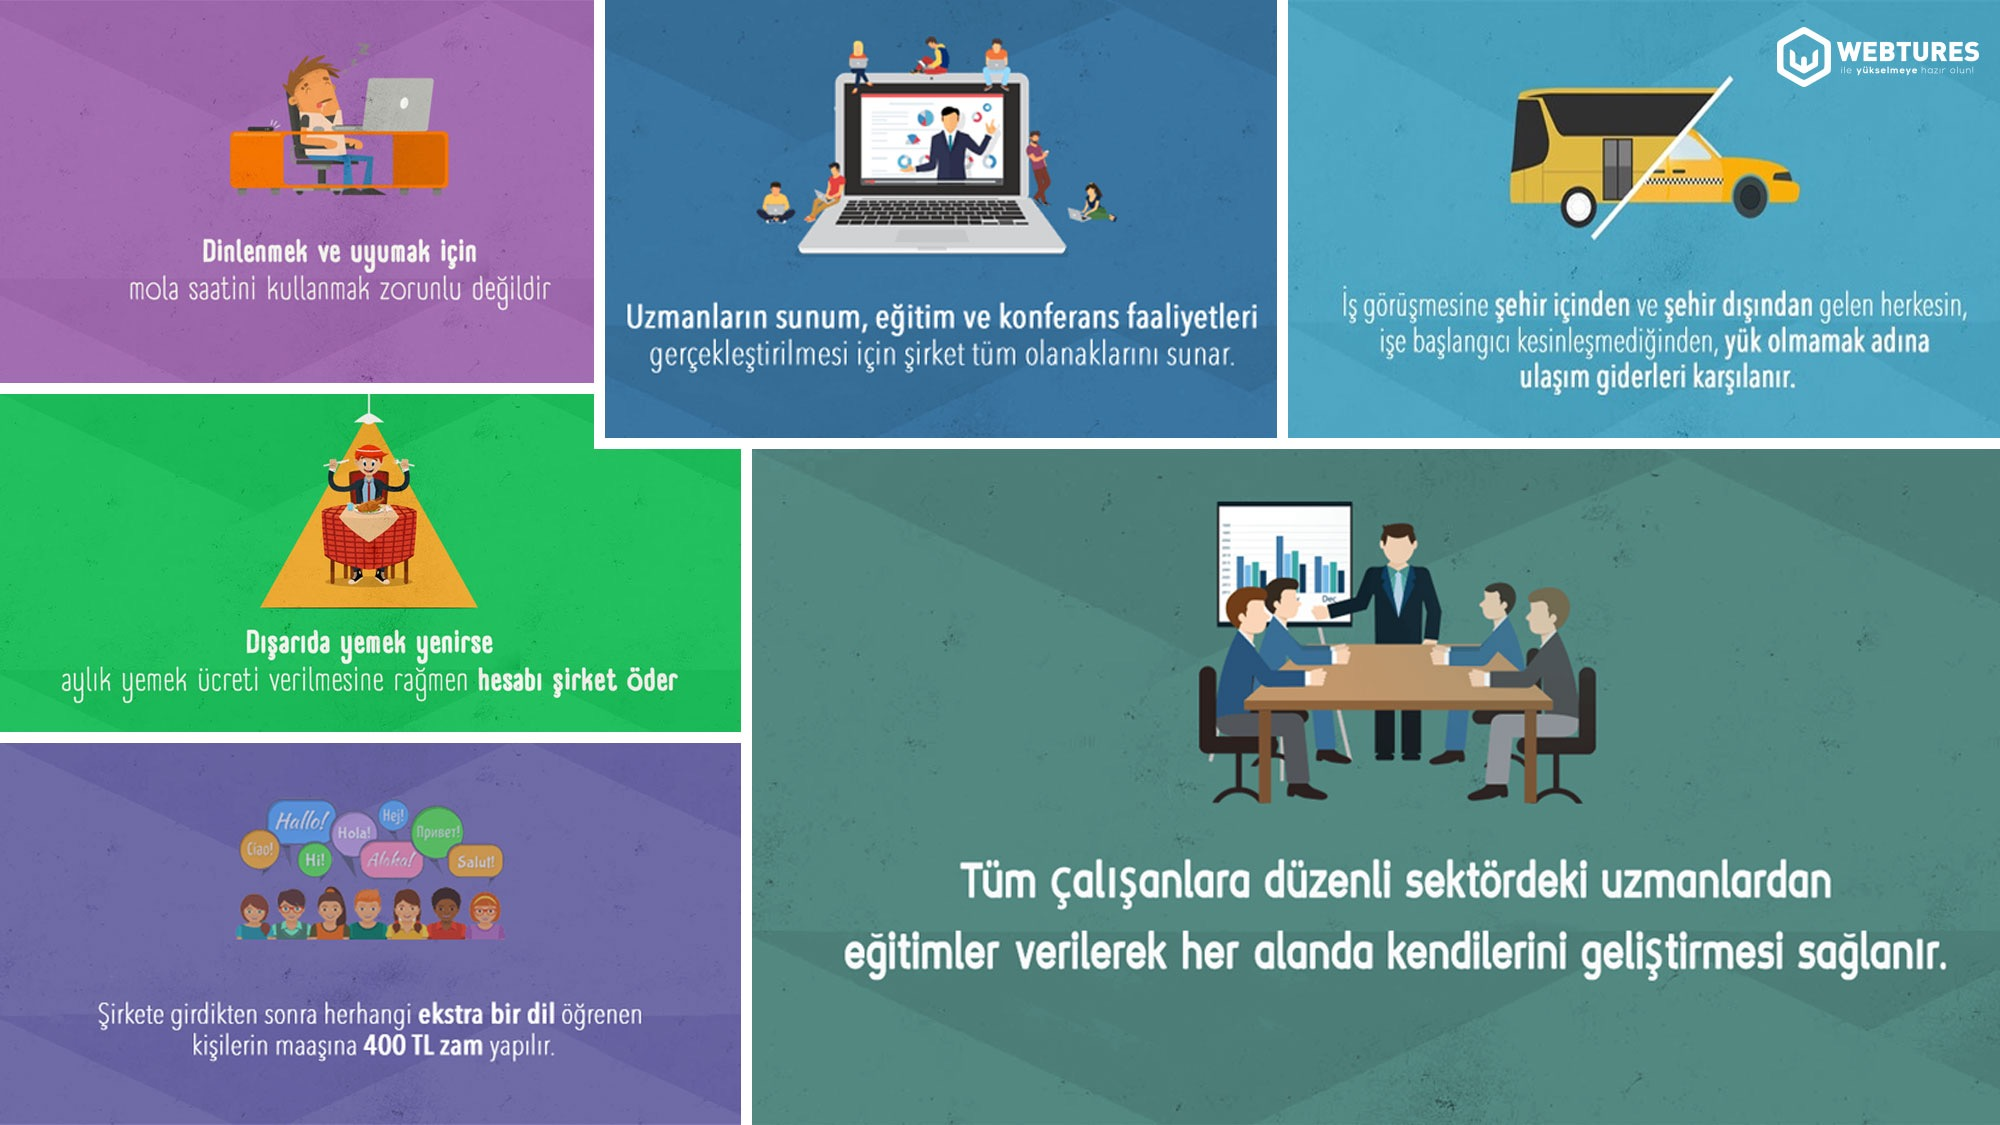 WEBTURES
ile yükselmeye hazır olun!
Dinlenmek ve uyumak için
mola saatini kullanmak zorunlu değildir
Uzmanların sunum, eğitim ve konferans faaliyetleri
gerçekleştirilmesi için şirket tüm olanaklarını sunar.
İş görüşmesine şehir içinden ve şehir dışından gelen herkesin,
işe başlangıcı kesinleşmediğinden, yük olmamak adına
ulaşım giderleri karşılanır.
Dışarıda yemek yenirse
aylık yemek ücreti verilmesine rağmen hesabı şirket öder
Dec
Tüm çalışanlara düzenli sektördeki uzmanlardan
eğitimler verilerek her alanda kendilerini geliştirmesi sağlanır.
Hallo!
Hej!
Hola!
Привет!
Ciao!
Hi!
Aloha!
Salut!
Şirkete girdikten sonra herhangi ekstra bir dil öğrenen
kişilerin maaşına 400 TL zam yapılır.